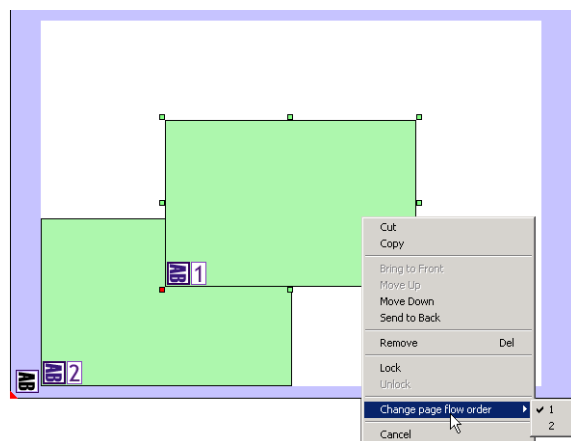 AB 1
AB 2
AB
Cut
Copy
Bring to Front
Move Up
Move Down
Send to Back
Remove Del
Lock
Unlock
Change page flow order
1
2
Cancel